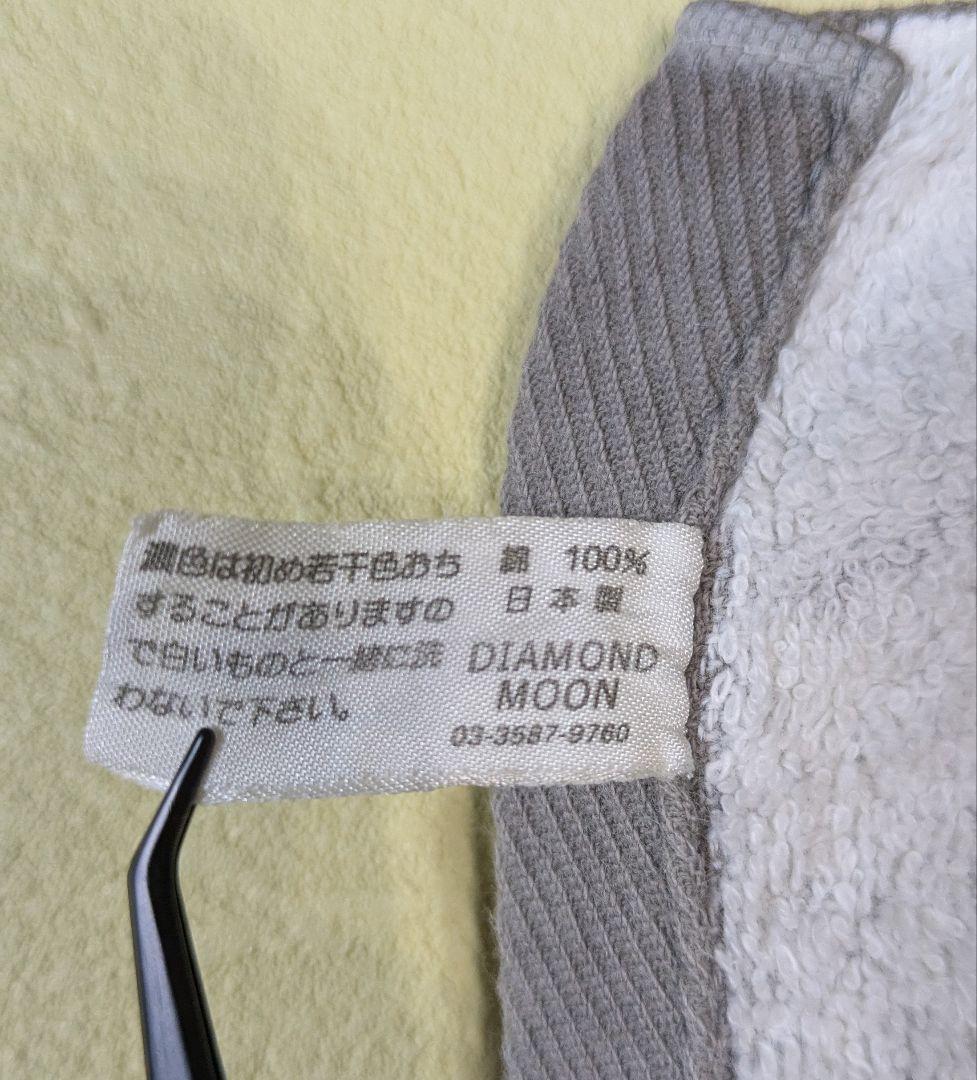 濃色は初め若干色おち
することがありますの
で白いものと一緒に洗
わないで下さい。
綿 100%
日本製
DIAMOND
MOON
03-3587-9760